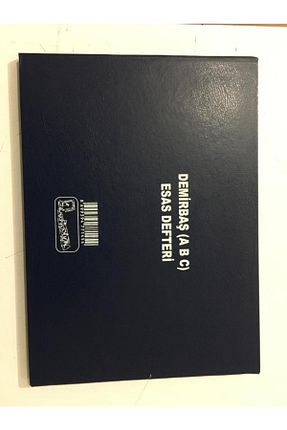 DEMİRBAŞ (A B C)
ESAS DEFTERİ